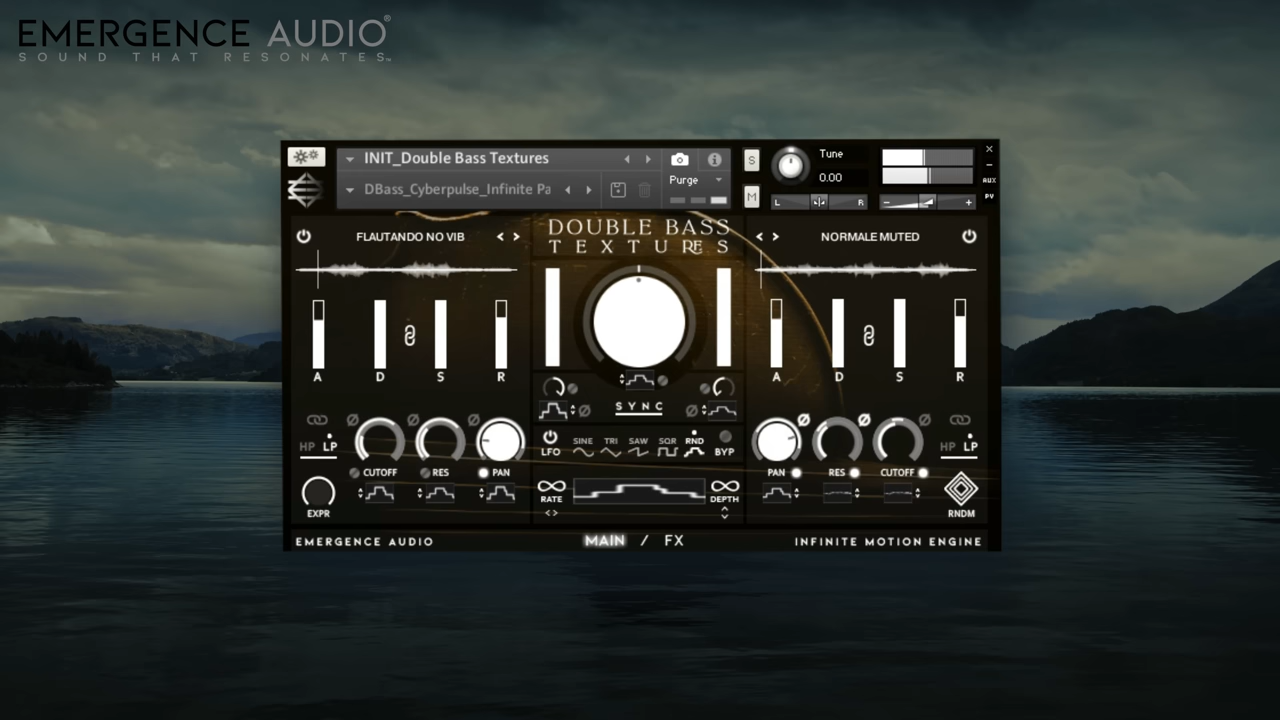 EMERGENCE AUDIO®
SOUND THAT RESONATES™
INIT_Double Bass Textures
DBass_Cyberpulse_Infinite Pa
Purge
S
M
Tune
0.00
L R
- +
×
-
AUX
PV
FLAUTANDO NO VIB < >
DOUBLE BASS
TEXTURES
< > NORMALE MUTED
A D S R
A D S R
SYNC
HP LP
CUTOFF RES PAN
EXPR
LFO SINE TRI SAW SQR RND BYP
RATE DEPTH
< >
HP LP
PAN RES CUTOFF
RNDM
EMERGENCE AUDIO
MAIN / FX
INFINITE MOTION ENGINE